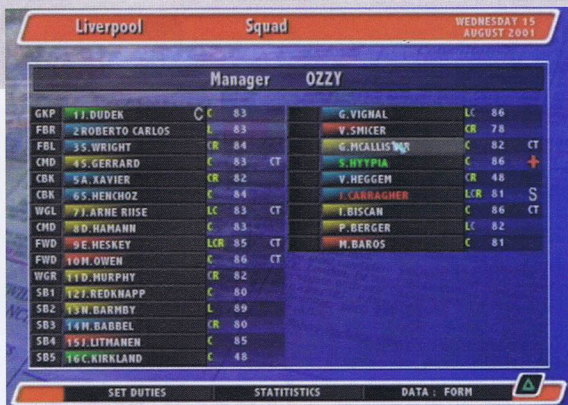 Liverpool Squad WEDNESDAY 15
AUGUST 2001
Manager OZZY
GKP 1 J.DUDEK C C 83
FBR 2 ROBERTO CARLOS L 83
FBL 3 S.WRIGHT CR 84
CMD 4 S.GERRARD C 83 CT
CBK 5 A.XAVIER CR 82
CBK 6 S.HENCHOZ C 84
WGL 7 J.ARNE RIISE LC 83 CT
CMD 8 D.HAMANN C 83
FWD 9 E.HESKEY LCR 85 CT
FWD 10 M.OWEN C 86 CT
WGR 11 D.MURPHY CR 82
SB1 12 J.REDKNAPP C 80
SB2 13 N.BARMBY L 89
SB3 14 M.BABBEL CR 80
SB4 15 J.LITMANEN C 85
SB5 16 C.KIRKLAND C 48
G.VIGNAL LC 86
V.SMICER CR 78
G.MCALLISTER C 82 CT
S.HYYPIA C 86
V.HEGGEM CR 48
J.CARRAGHER LCR 81 S
I.BISCAN C 86 CT
P.BERGER LC 82
M.BAROS C 81
SET DUTIES STATITISTICS DATA : FORM